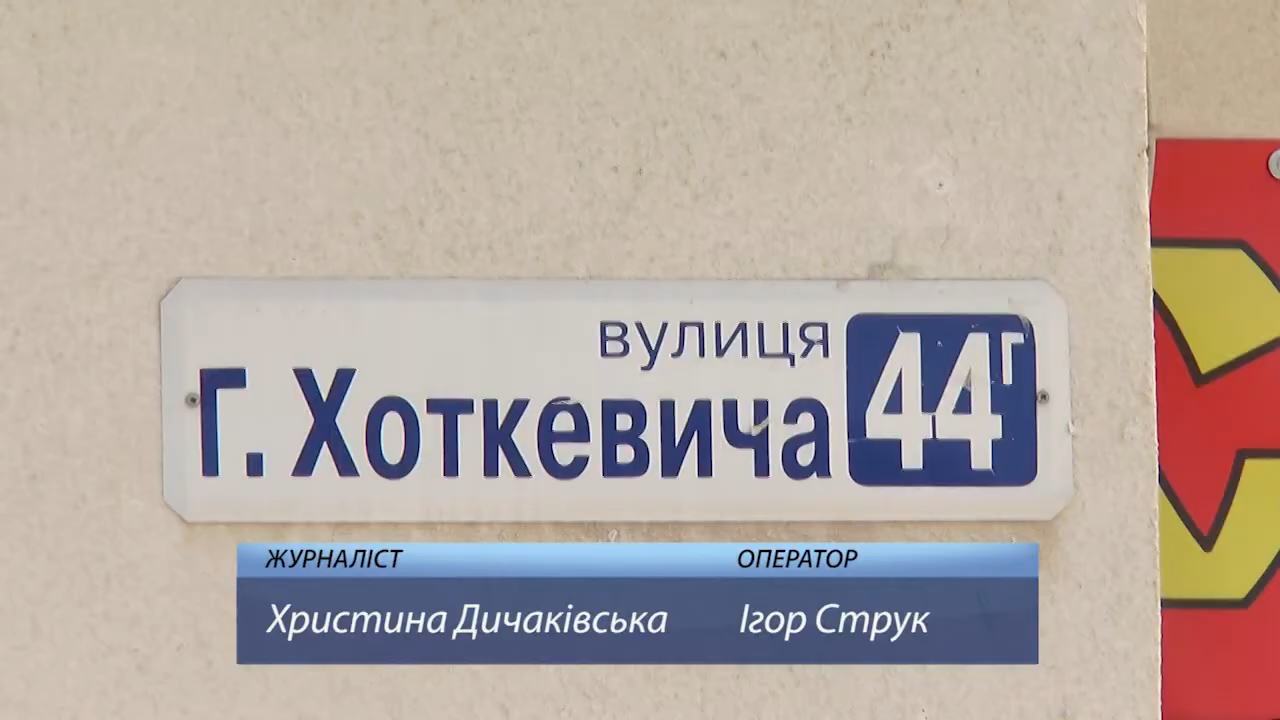 вулиця
Г. Хоткевича 44г
ЖУРНАЛІСТ ОПЕРАТОР
Христина Дичаківська Ігор Струк